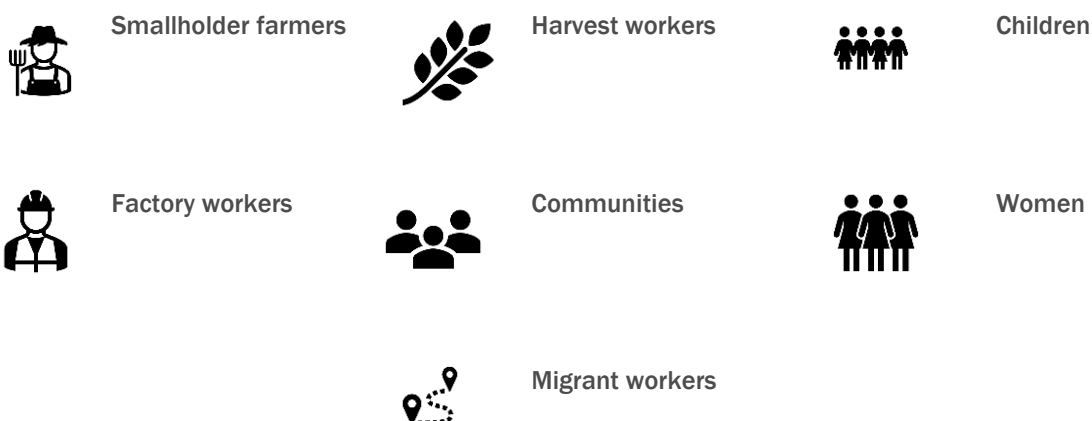 Smallholder farmers
Harvest workers
Children
Factory workers
Communities
Women
Migrant workers